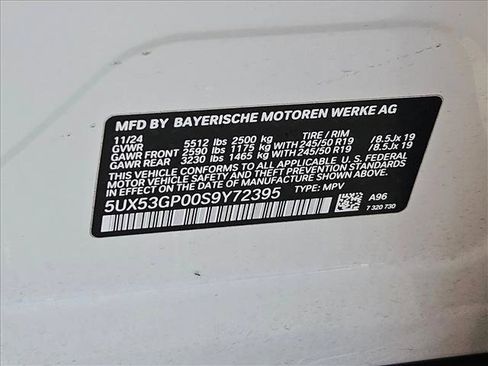 MFD BY BAYERISCHE MOTOREN WERKE AG
11/24 TIRE / RIM
GVWR 5512 lbs 2500 kg
GAWR FRONT 2590 lbs 1175 kg WITH 245/50 R19 /8.5Jx 19
GAWR REAR 3230 lbs 1465 kg WITH 245/50 R19 /8.5Jx 19
THIS VEHICLE CONFORMS TO ALL APPLICABLE U.S. FEDERAL
MOTOR VEHICLE SAFETY AND THEFT PREVENTION STANDARDS
IN EFFECT ON THE DATE OF MANUFACTURE SHOWN ABOVE.
5UX53GP00S9Y72395 TYPE: MPV
A96
7 320 730